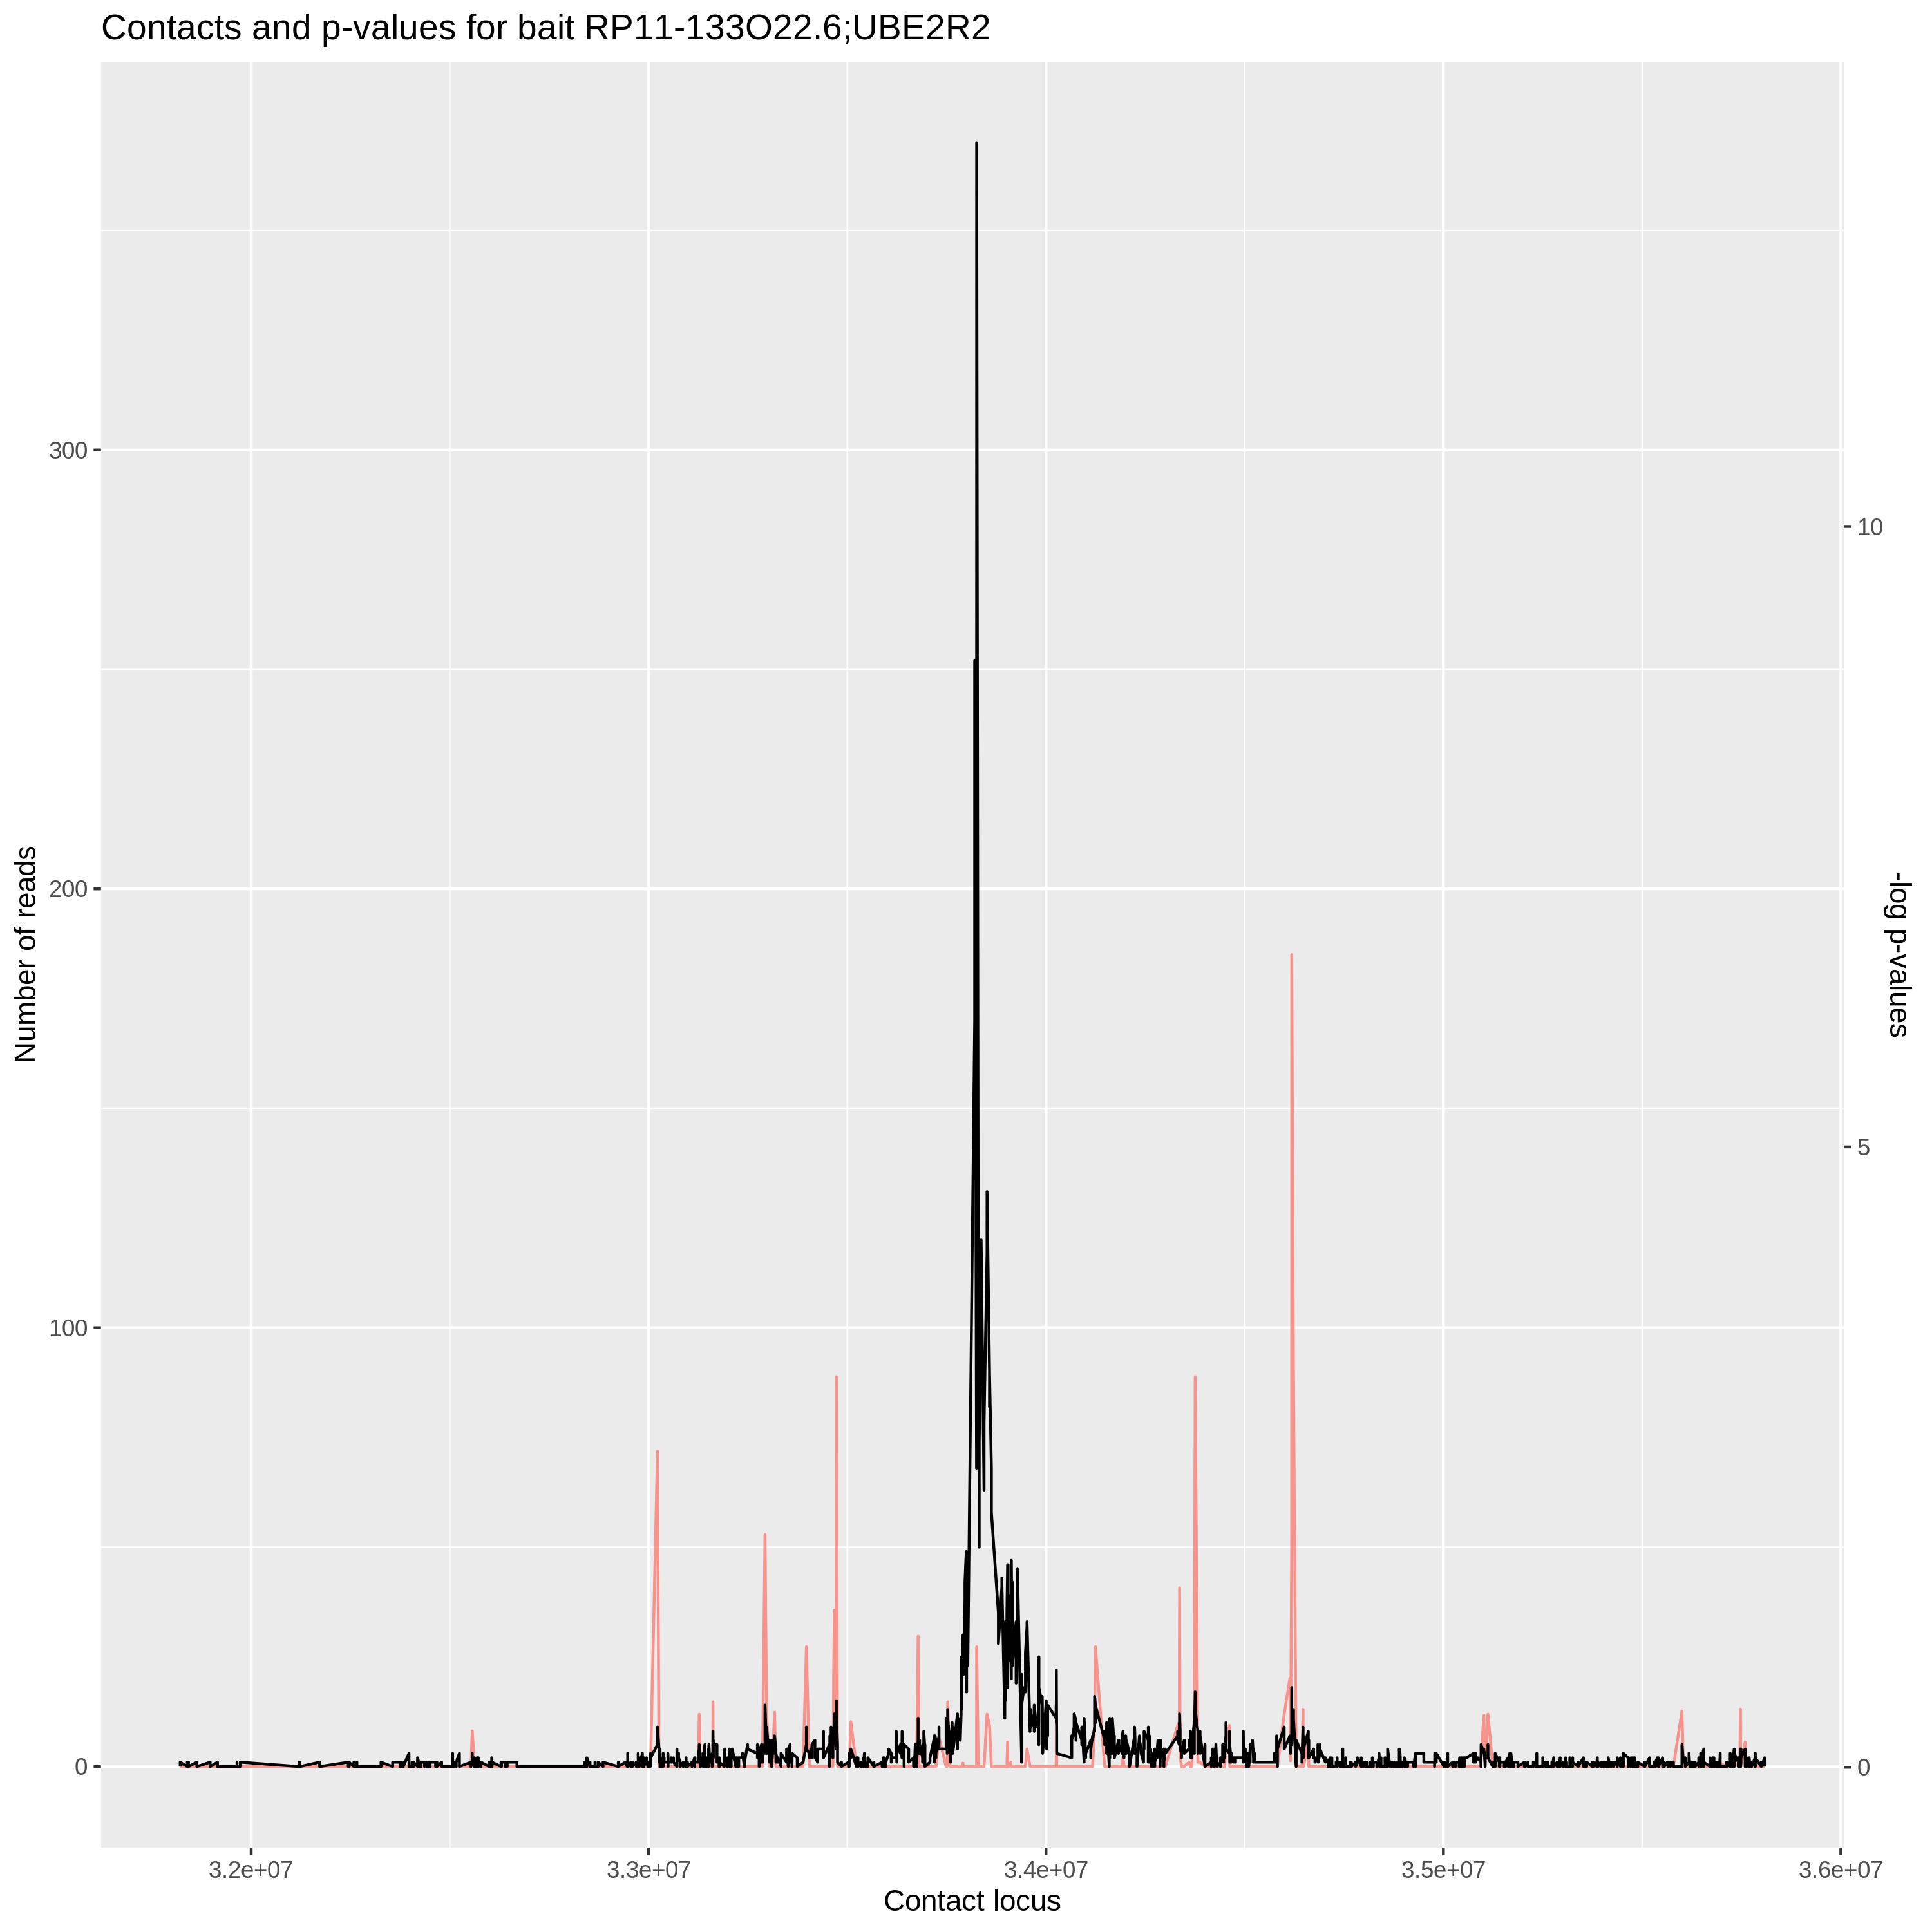 Contacts and p-values for bait RP11-133O22.6;UBE2R2
300
200
100
0
Number of reads
10
5
0
-log p-values
3.2e+07
3.3e+07
3.4e+07
3.5e+07
3.6e+07
Contact locus